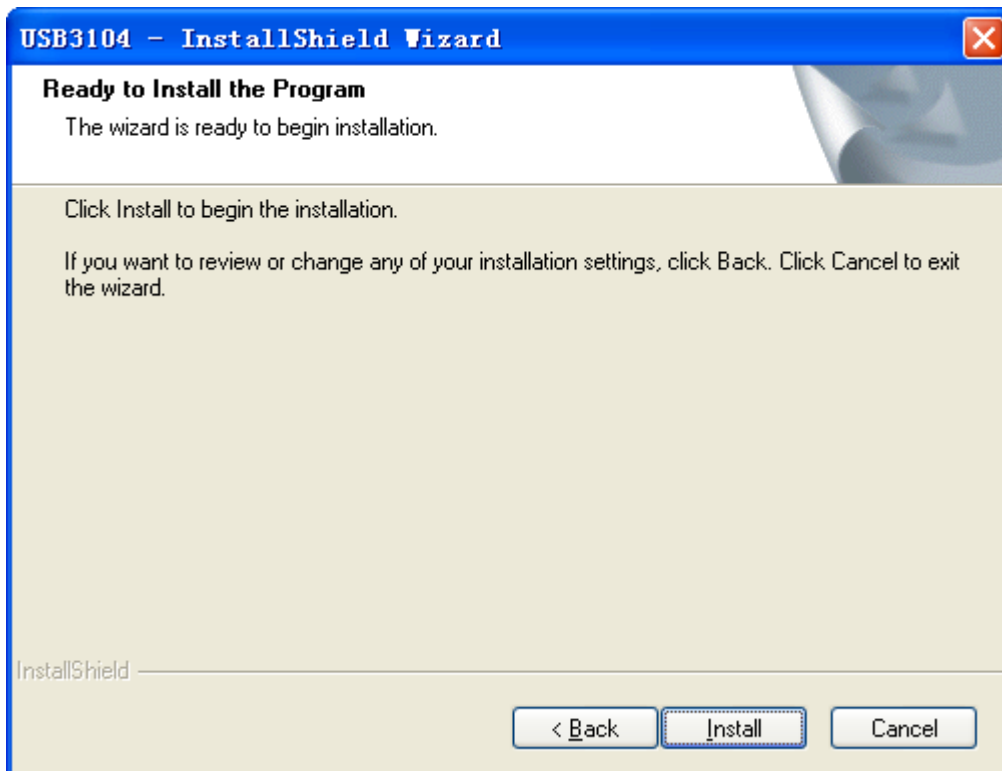 USB3104 - InstallShield Wizard
Ready to Install the Program
The wizard is ready to begin installation.
Click Install to begin the installation.
If you want to review or change any of your installation settings, click Back. Click Cancel to exit
the wizard.
InstallShield
< Back
Install
Cancel